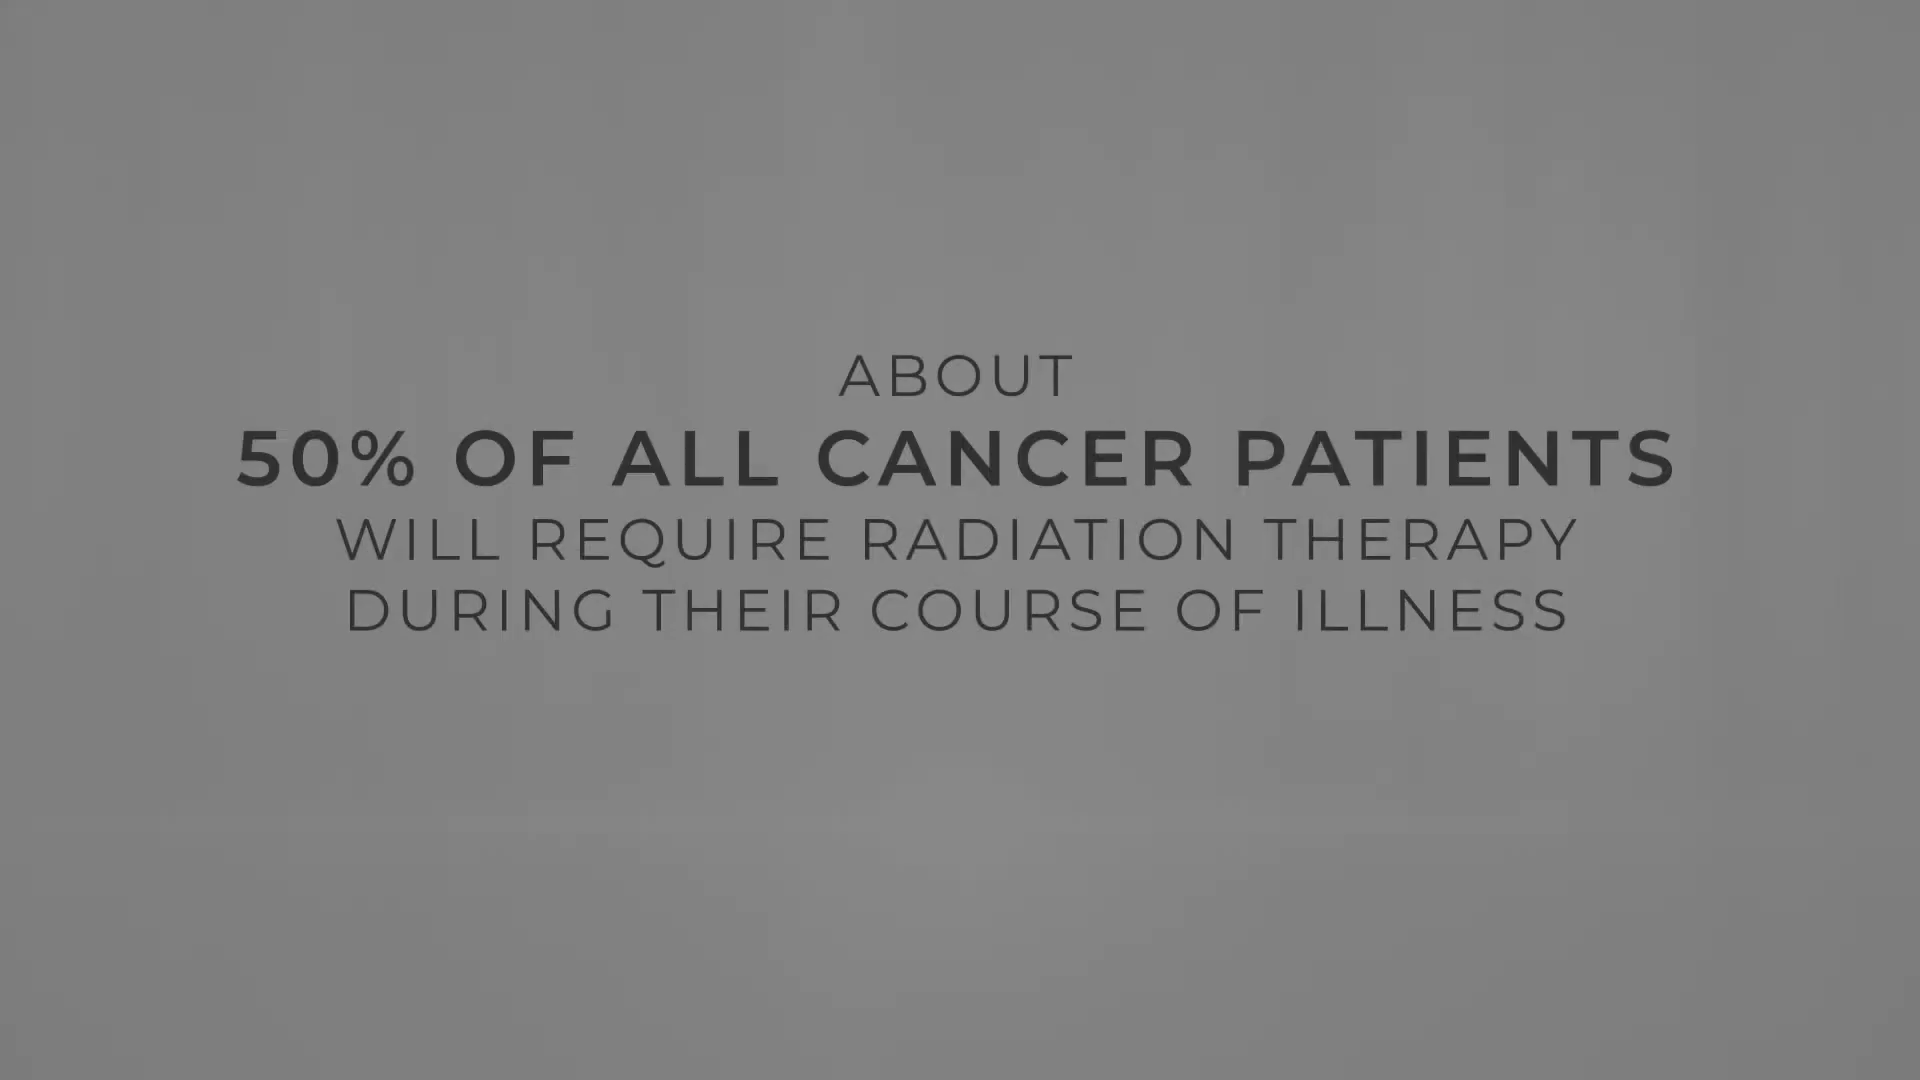 ABOUT
50% OF ALL CANCER PATIENTS
WILL REQUIRE RADIATION THERAPY
DURING THEIR COURSE OF ILLNESS